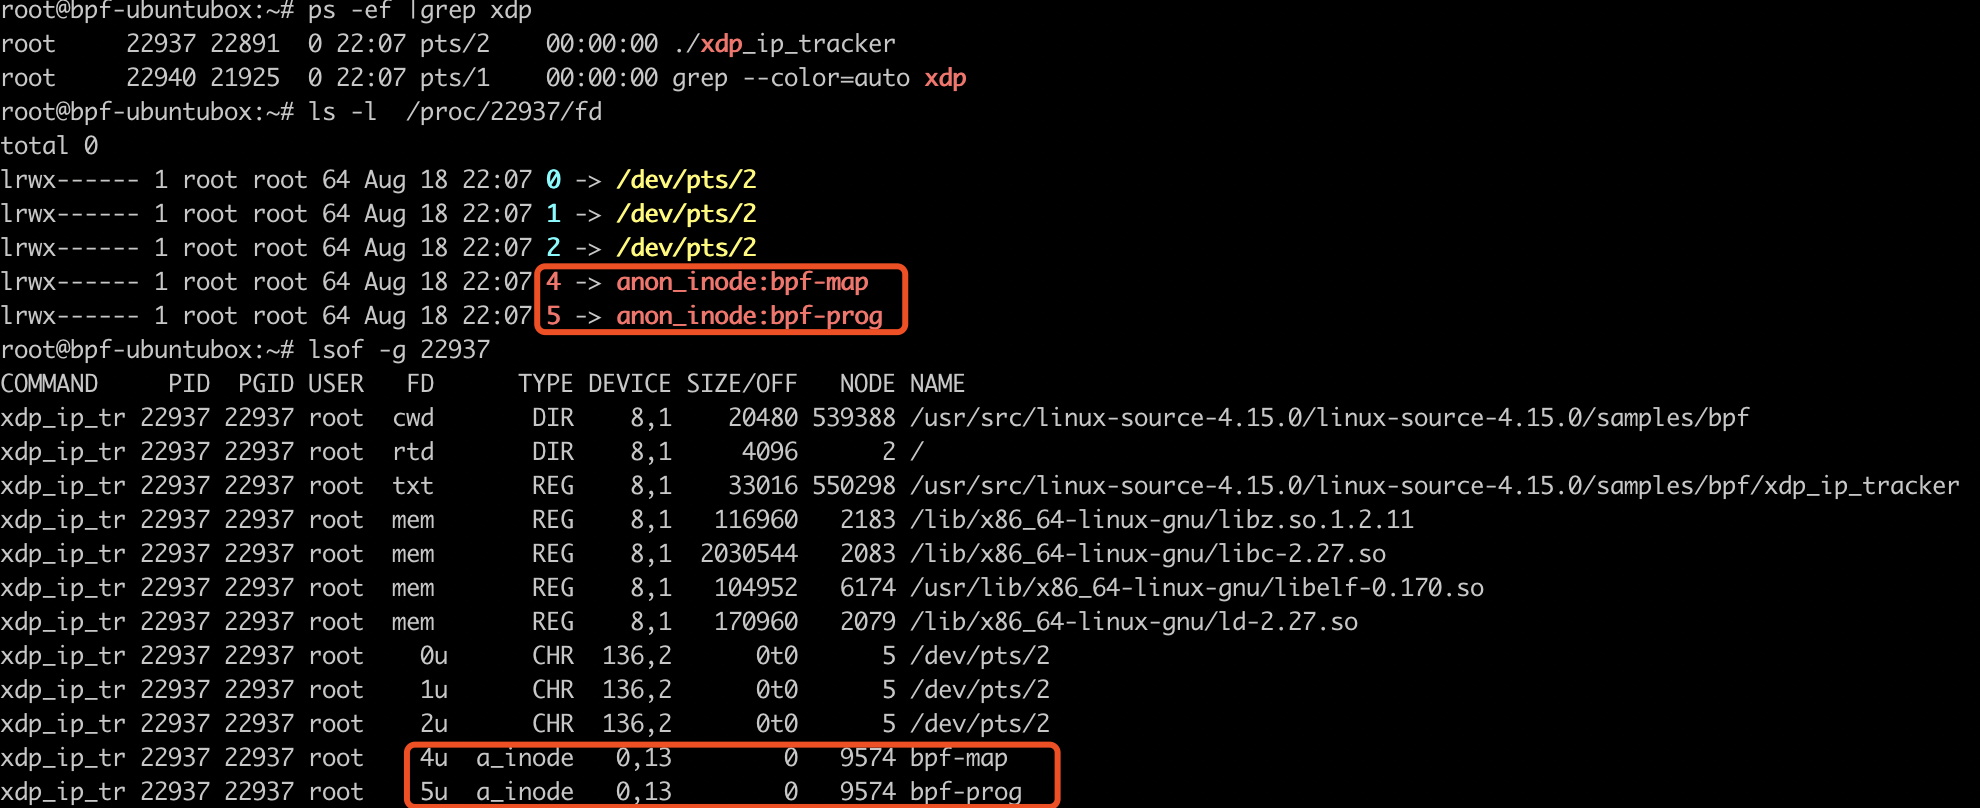 root@bpf-ubuntubox:~# ps -ef |grep xdp
root     22937 22891  0 22:07 pts/2    00:00:00 ./xdp_ip_tracker
root     22940 21925  0 22:07 pts/1    00:00:00 grep --color=auto xdp
root@bpf-ubuntubox:~# ls -l  /proc/22937/fd
total 0
lrwx------ 1 root root 64 Aug 18 22:07 0 -> /dev/pts/2
lrwx------ 1 root root 64 Aug 18 22:07 1 -> /dev/pts/2
lrwx------ 1 root root 64 Aug 18 22:07 2 -> /dev/pts/2
lrwx------ 1 root root 64 Aug 18 22:07 4 -> anon_inode:bpf-map
lrwx------ 1 root root 64 Aug 18 22:07 5 -> anon_inode:bpf-prog
root@bpf-ubuntubox:~# lsof -g 22937
COMMAND     PID  PGID USER   FD      TYPE DEVICE SIZE/OFF   NODE NAME
xdp_ip_tr 22937 22937 root  cwd       DIR    8,1    20480 539388 /usr/src/linux-source-4.15.0/linux-source-4.15.0/samples/bpf
xdp_ip_tr 22937 22937 root  rtd       DIR    8,1     4096      2 /
xdp_ip_tr 22937 22937 root  txt       REG    8,1    33016 550298 /usr/src/linux-source-4.15.0/linux-source-4.15.0/samples/bpf/xdp_ip_tracker
xdp_ip_tr 22937 22937 root  mem       REG    8,1   116960   2183 /lib/x86_64-linux-gnu/libz.so.1.2.11
xdp_ip_tr 22937 22937 root  mem       REG    8,1  2030544   2083 /lib/x86_64-linux-gnu/libc-2.27.so
xdp_ip_tr 22937 22937 root  mem       REG    8,1   104952   6174 /usr/lib/x86_64-linux-gnu/libelf-0.170.so
xdp_ip_tr 22937 22937 root  mem       REG    8,1   170960   2079 /lib/x86_64-linux-gnu/ld-2.27.so
xdp_ip_tr 22937 22937 root    0u      CHR  136,2      0t0      5 /dev/pts/2
xdp_ip_tr 22937 22937 root    1u      CHR  136,2      0t0      5 /dev/pts/2
xdp_ip_tr 22937 22937 root    2u      CHR  136,2      0t0      5 /dev/pts/2
xdp_ip_tr 22937 22937 root    4u  a_inode   0,13        0   9574 bpf-map
xdp_ip_tr 22937 22937 root    5u  a_inode   0,13        0   9574 bpf-prog